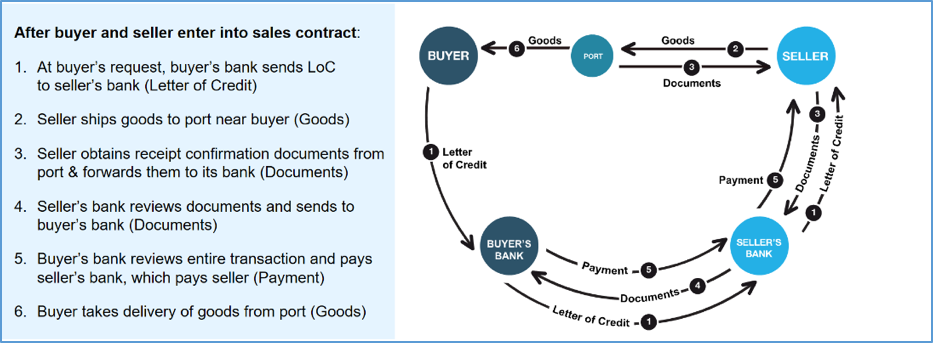 After buyer and seller enter into sales contract:
1. At buyer's request, buyer's bank sends LoC
to seller's bank (Letter of Credit)
2. Seller ships goods to port near buyer (Goods)
3. Seller obtains receipt confirmation documents from
port & forwards them to its bank (Documents)
4. Seller's bank reviews documents and sends to
buyer's bank (Documents)
5. Buyer's bank reviews entire transaction and pays
seller's bank, which pays seller (Payment)
6. Buyer takes delivery of goods from port (Goods)
BUYER
6
Goods
PORT
Goods
2
3
Documents
SELLER
1
Letter
of Credit
3
Documents
Letter of Credit
1
Payment
5
BUYER'S
BANK
SELLER'S
BANK
Payment
5
Documents
4
Letter of Credit
1